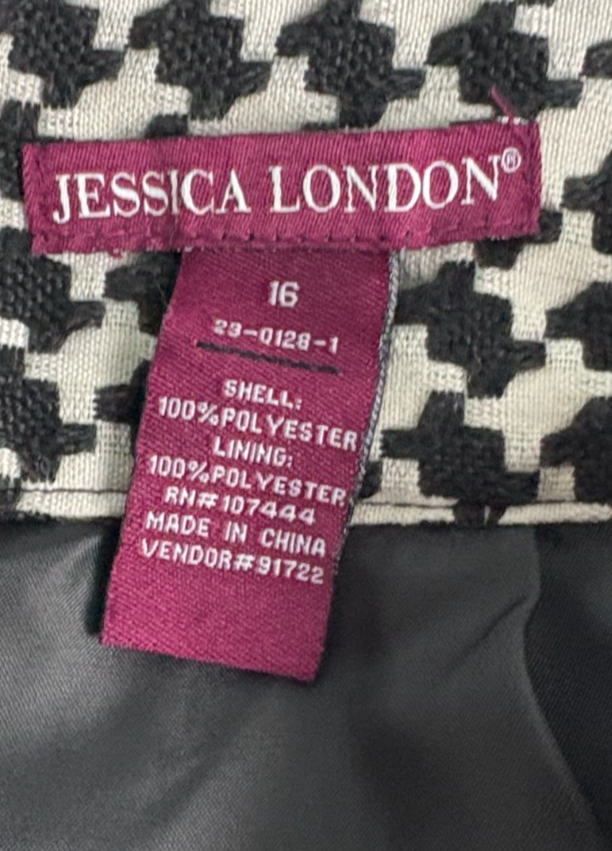 JESSICA LONDON®
16
23-0128-1
SHELL:
100%POLYESTER
LINING:
100%POLYESTER
RN#107444
MADE IN CHINA
VENDOR#91722